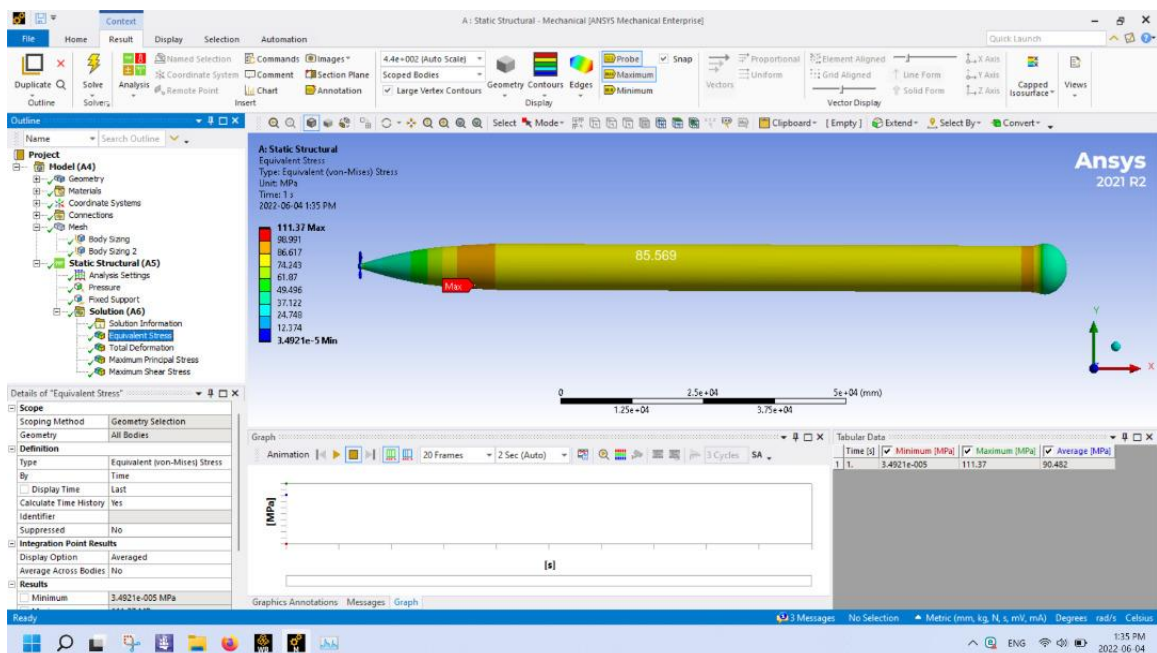 Context
A : Static Structural - Mechanical [ANSYS Mechanical Enterprise]
File Home Result Display Selection Automation
Quick Launch
Duplicate Q
Outline
Solve
Solvers
Analysis
Named Selection
Coordinate System
Remote Point
Commands
Comment
Chart
Images
Section Plane
Annotation
Insert
4.4e+002 (Auto Scale)
Scoped Bodies
Large Vertex Contours
Geometry Contours Edges
Probe
Maximum
Minimum
Snap
Display
Vectors
Proportional
Uniform
Element Aligned
Grid Aligned
Line Form
Solid Form
X Axis
Y Axis
Z Axis
Vector Display
Capped Isosurface
Views
Outline
Name
Search Outline
Select
Mode
Clipboard
[Empty]
Extend
Select By
Convert
Project
Model (A4)
Geometry
Materials
Coordinate Systems
Connections
Mesh
Body Sizing
Body Sizing 2
Static Structural (A5)
Analysis Settings
Pressure
Fixed Support
Solution (A6)
Solution Information
Equivalent Stress
Total Deformation
Maximum Principal Stress
Maximum Shear Stress
A: Static Structural
Equivalent Stress
Type: Equivalent (von-Mises) Stress
Unit: MPa
Time: 1 s
2022-06-04 1:35 PM
111.37 Max
98.991
86.617
74.243
61.87
49.496
37.122
24.748
12.374
3.4921e-5 Min
Max
85.569
Ansys
2021 R2
Y
X
0 2.5e+04 5e+04 (mm)
1.25e+04 3.75e+04
Details of "Equivalent Stress"
Scope
Scoping Method Geometry Selection
Geometry All Bodies
Definition
Type Equivalent (von-Mises) Stress
By Time
Display Time Last
Calculate Time History Yes
Identifier
Suppressed No
Integration Point Results
Display Option Averaged
Average Across Bodies No
Results
Minimum 3.4921e-005 MPa
Graph
Animation 20 Frames 2 Sec (Auto) 3 Cycles SA
[MPa]
[s]
Graphics Annotations Messages Graph
Tabular Data
Time [s] Minimum [MPa] Maximum [MPa] Average [MPa]
1 1. 3.4921e-005 111.37 90.482
Ready
3 Messages No Selection Metric (mm, kg, N, s, mV, mA) Degrees rad/s Celsius
WB
ENG
1:35 PM
2022-06-04